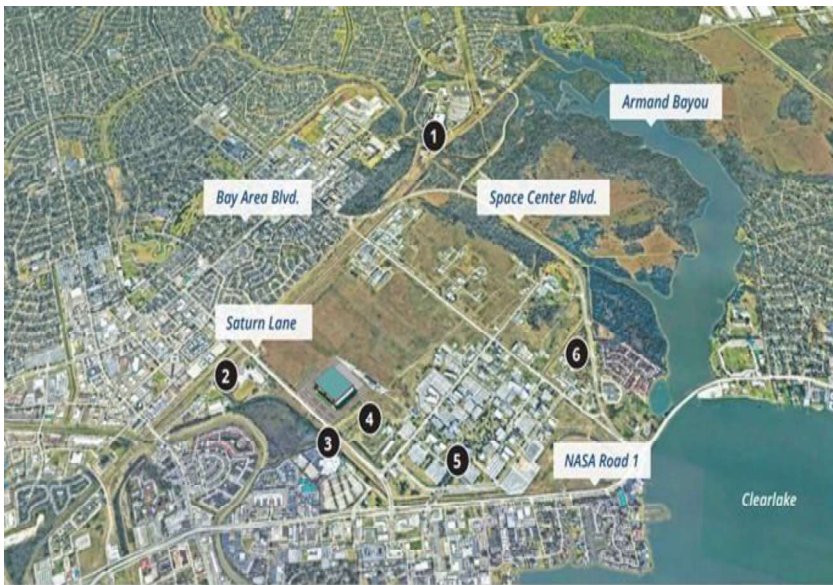 Armand Bayou
1
Bay Area Blvd.
Space Center Blvd.
Saturn Lane
6
2
4
3
5
NASA Road 1
Clearlake